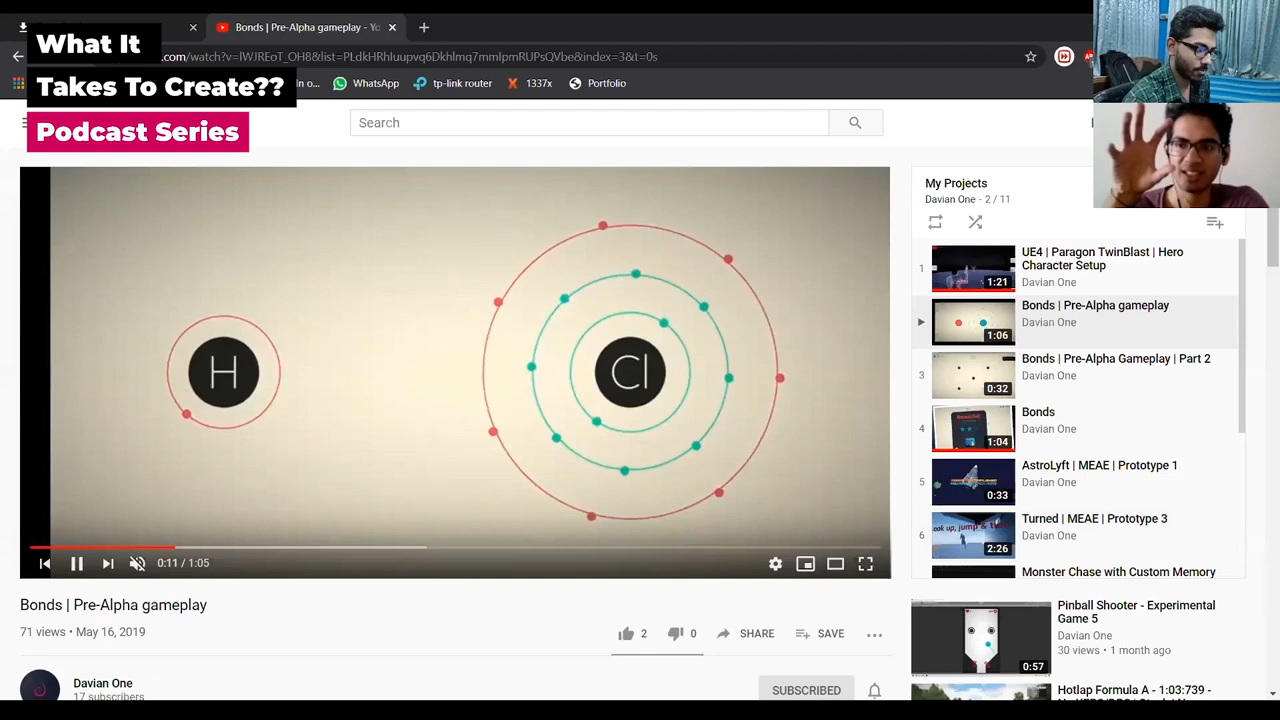 What It
Takes To Create??
Podcast Series
Bonds | Pre-Alpha gameplay - Yo
.com/watch?v=lWJREoT_OH8&list=PLdkHRhluupvq6Dkhlmq7mmlpmRUPsQVbe&index=3&t=0s
In o...
WhatsApp
tp-link router
1337x
Portfolio
Search
H
Cl
0:11 / 1:05
Bonds | Pre-Alpha gameplay
71 views • May 16, 2019
2
0
SHARE
SAVE
Davian One
17 subscribers
SUBSCRIBED
My Projects
Davian One - 2 / 11
1
1:21
UE4 | Paragon TwinBlast | Hero
Character Setup
Davian One
1:06
Bonds | Pre-Alpha gameplay
Davian One
3
0:32
Bonds | Pre-Alpha Gameplay | Part 2
Davian One
4
1:04
Bonds
Davian One
5
0:33
AstroLyft | MEAE | Prototype 1
Davian One
6
2:26
Turned | MEAE | Prototype 3
Davian One
Monster Chase with Custom Memory
0:57
Pinball Shooter - Experimental
Game 5
Davian One
30 views • 1 month ago
Hotlap Formula A - 1:03:739 -